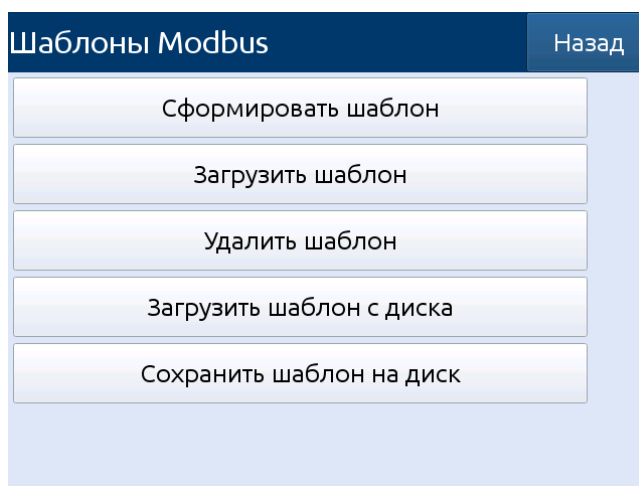 Шаблоны Modbus
Назад
Сформировать шаблон
Загрузить шаблон
Удалить шаблон
Загрузить шаблон с диска
Сохранить шаблон на диск